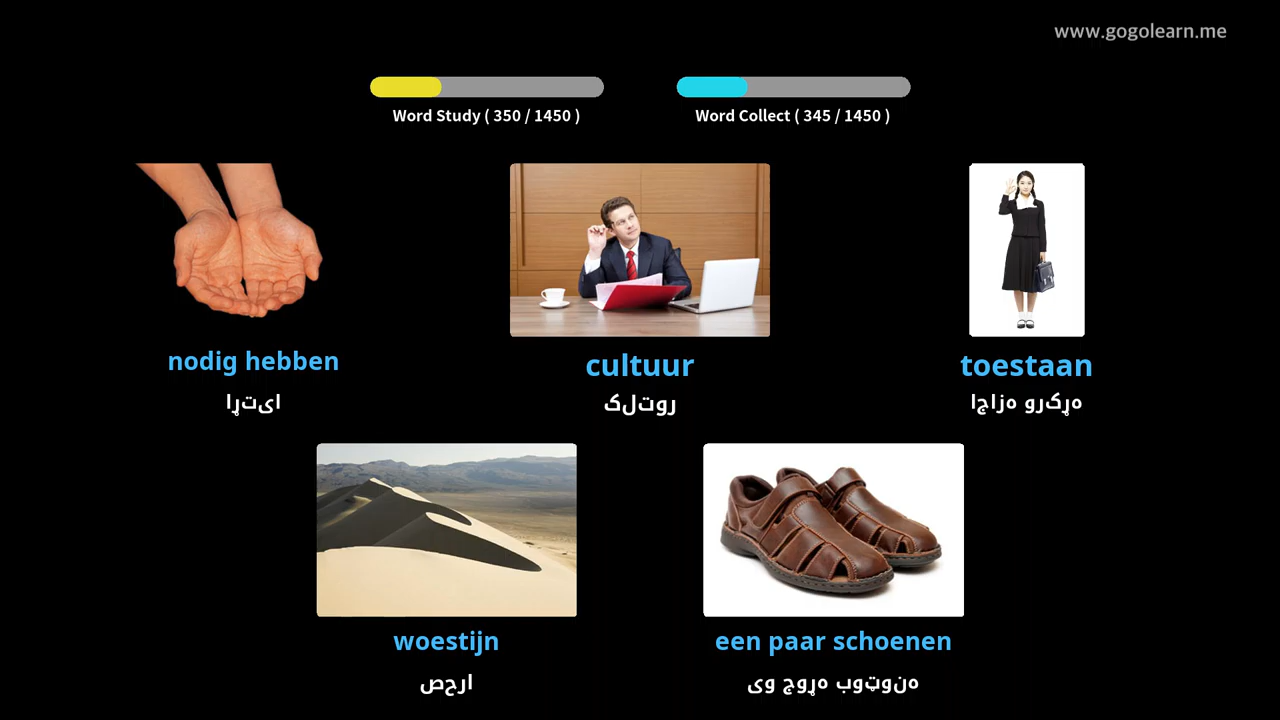 www.gogolearn.me
Word Study ( 350 / 1450 )
Word Collect ( 345 / 1450 )
nodig hebben
cultuur
toestaan
ایتړا
روتلک
هړکرو هزاجا
woestijn
een paar schoenen
ارحص
هنوټوب هړوج وی